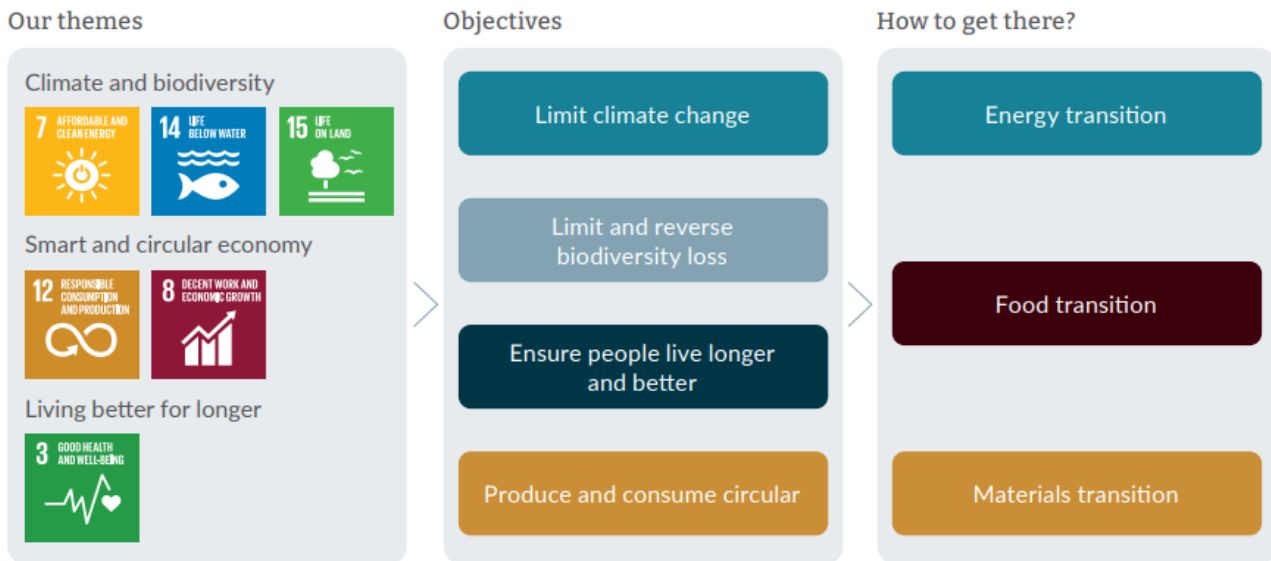 Our themes
Climate and biodiversity
7 AFFORDABLE AND
CLEAN ENERGY
14 LIFE
BELOW WATER
15 LIFE
ON LAND
Smart and circular economy
12 RESPONSIBLE
CONSUMPTION
AND PRODUCTION
8 DECENT WORK AND
ECONOMIC GROWTH
Living better for longer
3 GOOD HEALTH
AND WELL-BEING
Objectives
Limit climate change
Limit and reverse
biodiversity loss
Ensure people live longer
and better
Produce and consume circular
How to get there?
Energy transition
Food transition
Materials transition